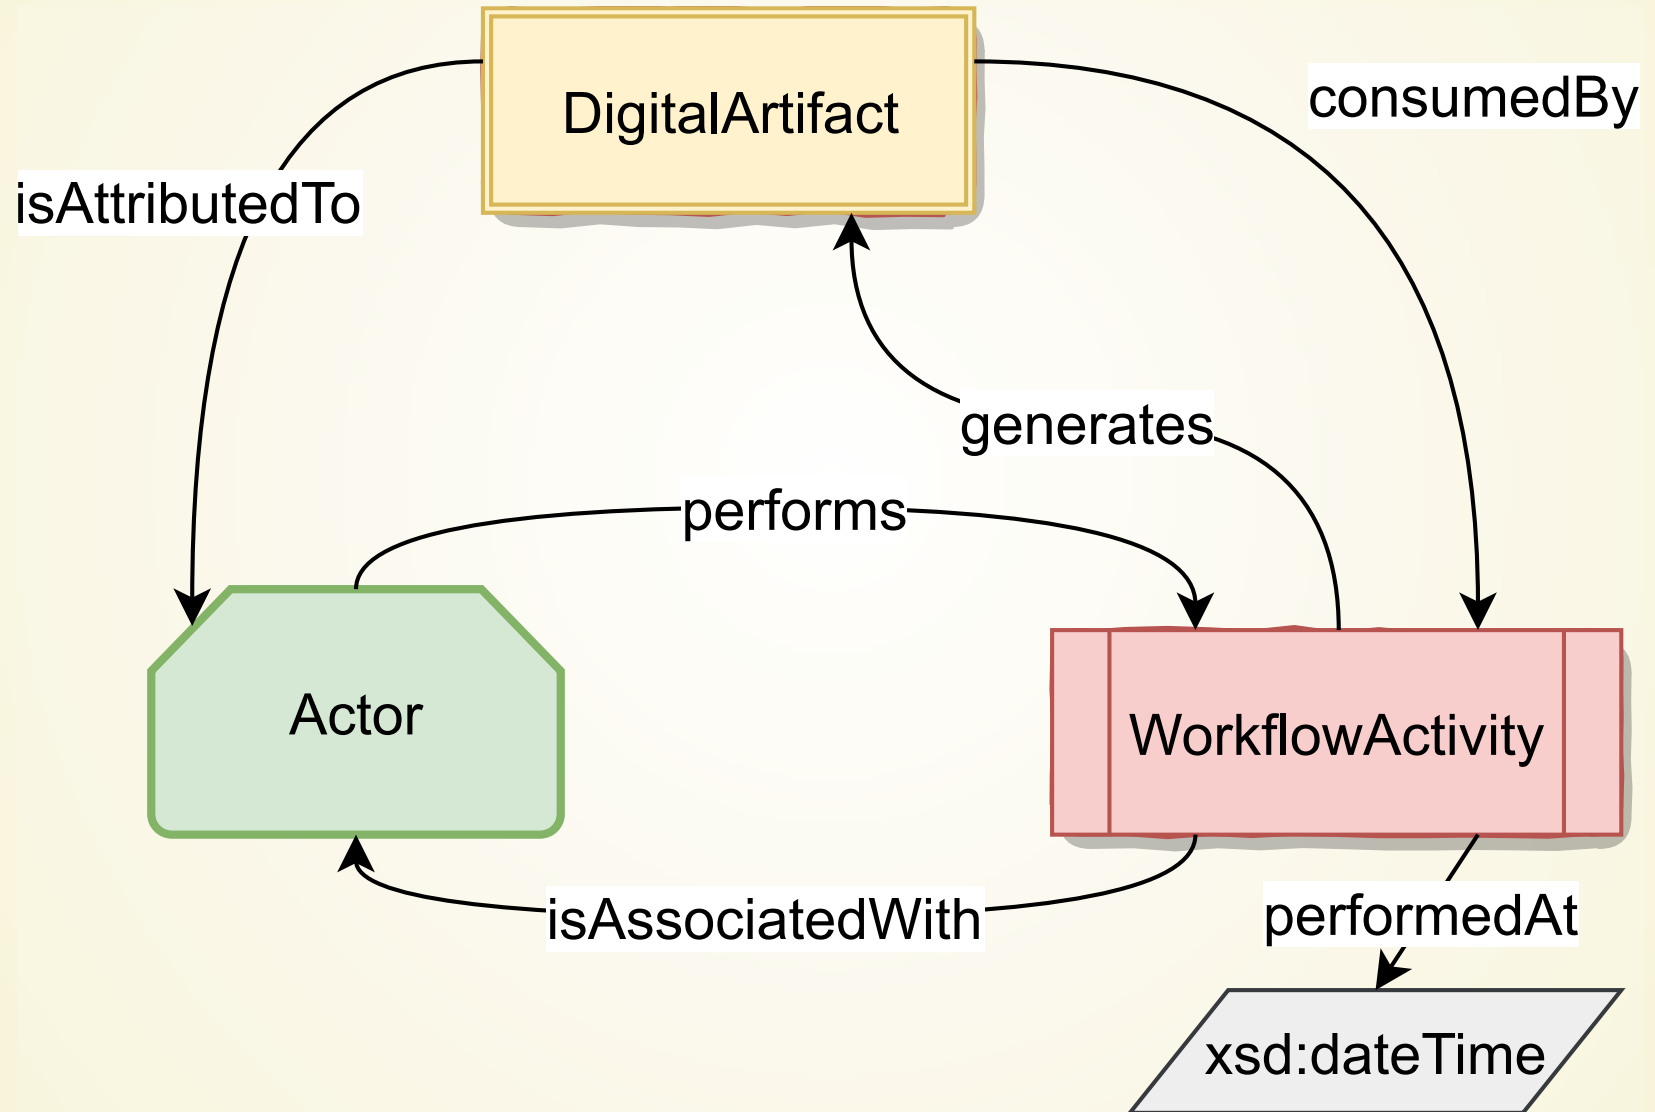 DigitalArtifact
consumedBy
isAttributedTo
generates
performs
Actor
WorkflowActivity
isAssociatedWith
performedAt
xsd:dateTime